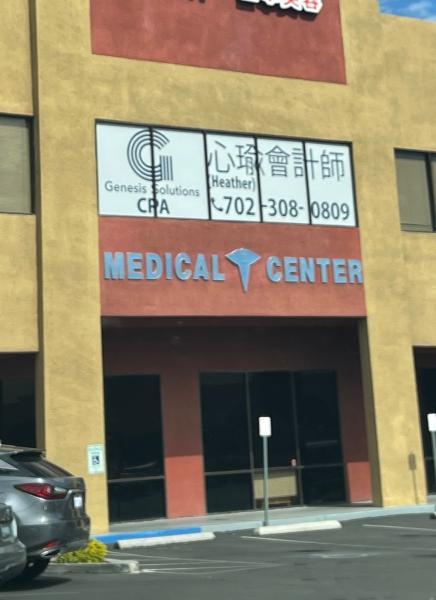 心瑜會計師
(Heather)
Genesis Solutions
CPA
702-308-0809
MEDICAL CENTER